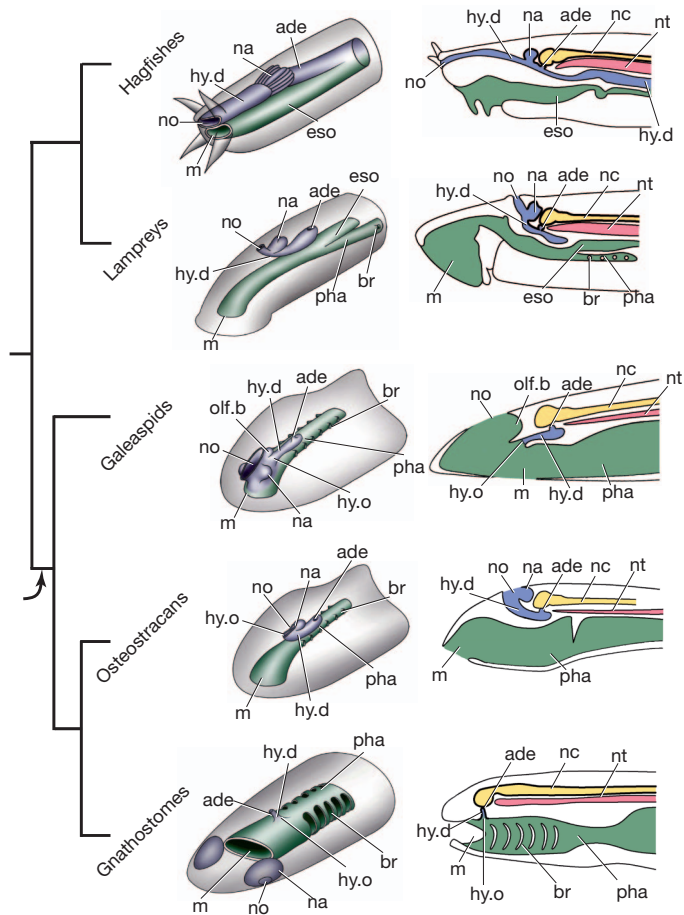 Hagfishes
ade
na
hy.d
no
m
eso
hy.d
na
ade
nc
nt
no
eso
hy.d
Lampreys
eso
ade
na
no
hy.d
br
pha
m
no
na
ade
nc
nt
hy.d
m
eso
br
pha
Galeaspids
ade
hy.d
olf.b
br
no
pha
hy.o
m
na
no
olf.b
ade
nc
nt
hy.o
m
hy.d
pha
Osteostracans
ade
na
no
br
hy.o
pha
m
hy.d
no
na
ade
nc
nt
hy.d
m
pha
Gnathostomes
pha
hy.d
ade
br
hy.o
m
no
na
ade
nc
nt
hy.d
m
hy.o
br
pha